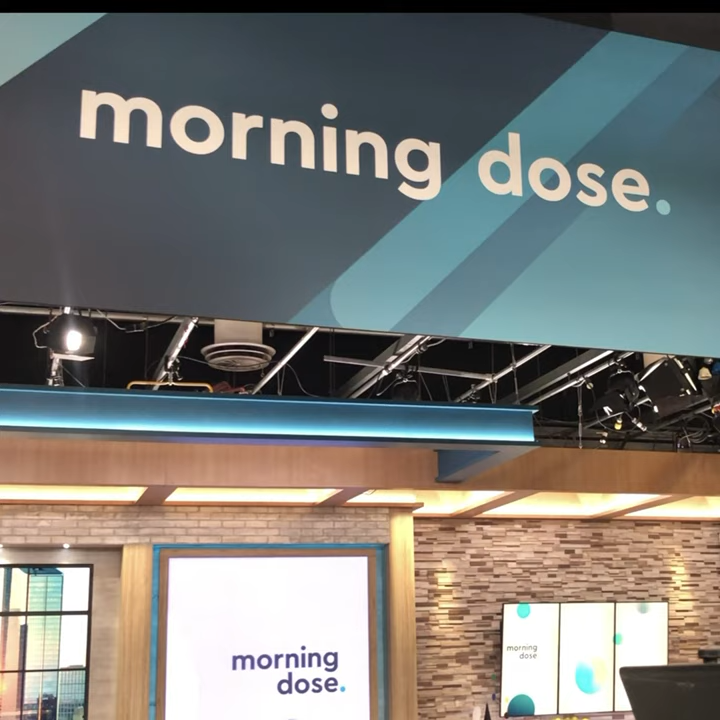 morning dose.
morning
dose.
morning
dose